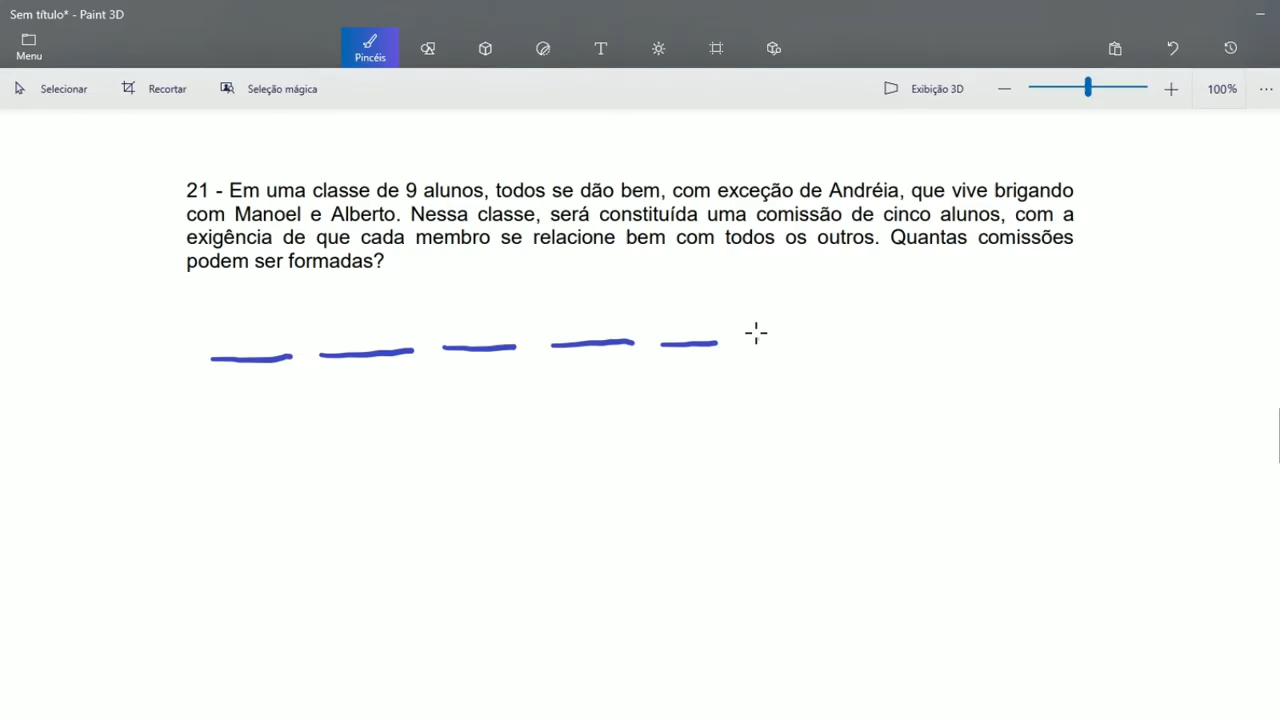 Sem título* - Paint 3D
Menu
Pincéis
Selecionar
Recortar
Seleção mágica
Exibição 3D
100%
21 - Em uma classe de 9 alunos, todos se dão bem, com exceção de Andréia, que vive brigando
com Manoel e Alberto. Nessa classe, será constituída uma comissão de cinco alunos, com a
exigência de que cada membro se relacione bem com todos os outros. Quantas comissões
podem ser formadas?